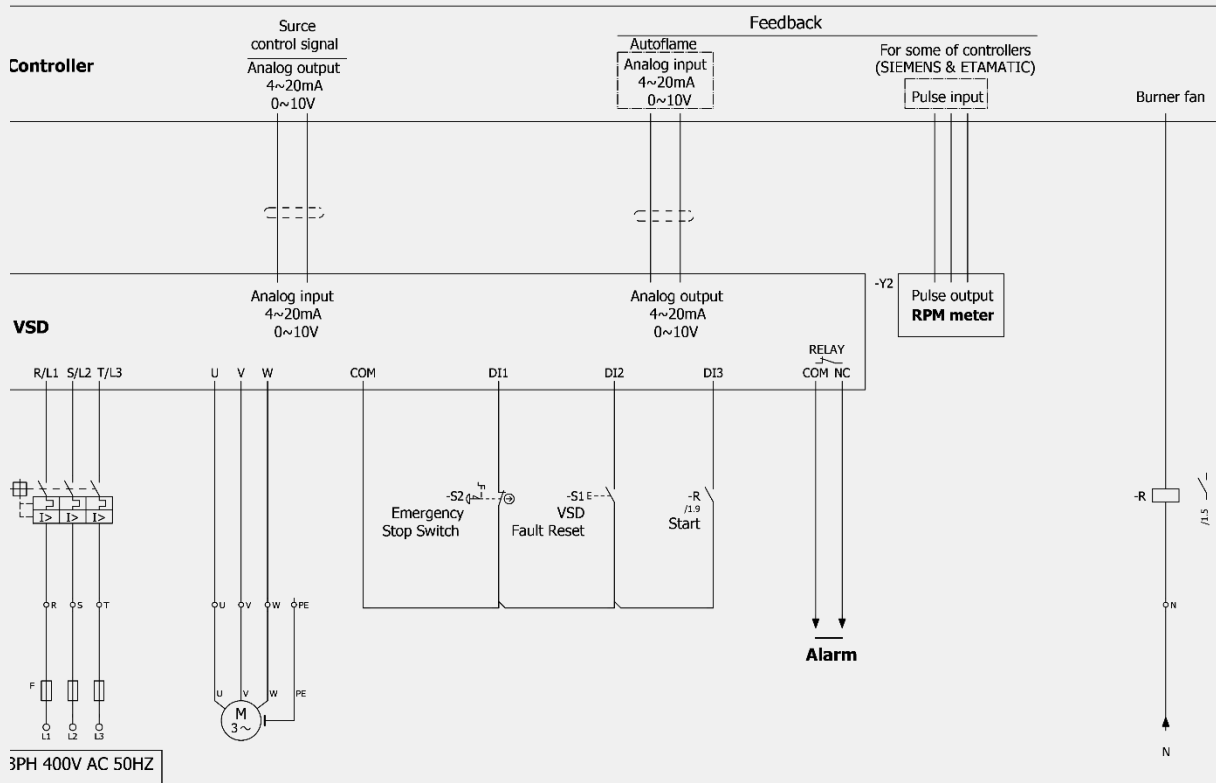 Surce
control signal
Analog output
4~20mA
0~10V
Feedback
Autoflame
Analog input
4~20mA
0~10V
For some of controllers
(SIEMENS & ETAMATIC)
Pulse input
Controller
Burner fan
Analog input
4~20mA
0~10V
Analog output
4~20mA
0~10V
-Y2
Pulse output
RPM meter
VSD
RELAY
R/L1 S/L2 T/L3 U V W COM DI1 DI2 DI3 COM NC
I> I> I>
-S2
Emergency
Stop Switch
-S1
VSD
Fault Reset
-R
/1.9
Start
-R
/1.5
R S T U V W PE N
Alarm
F
U V W PE
M
3~
L1 L2 L3
N
3PH 400V AC 50HZ